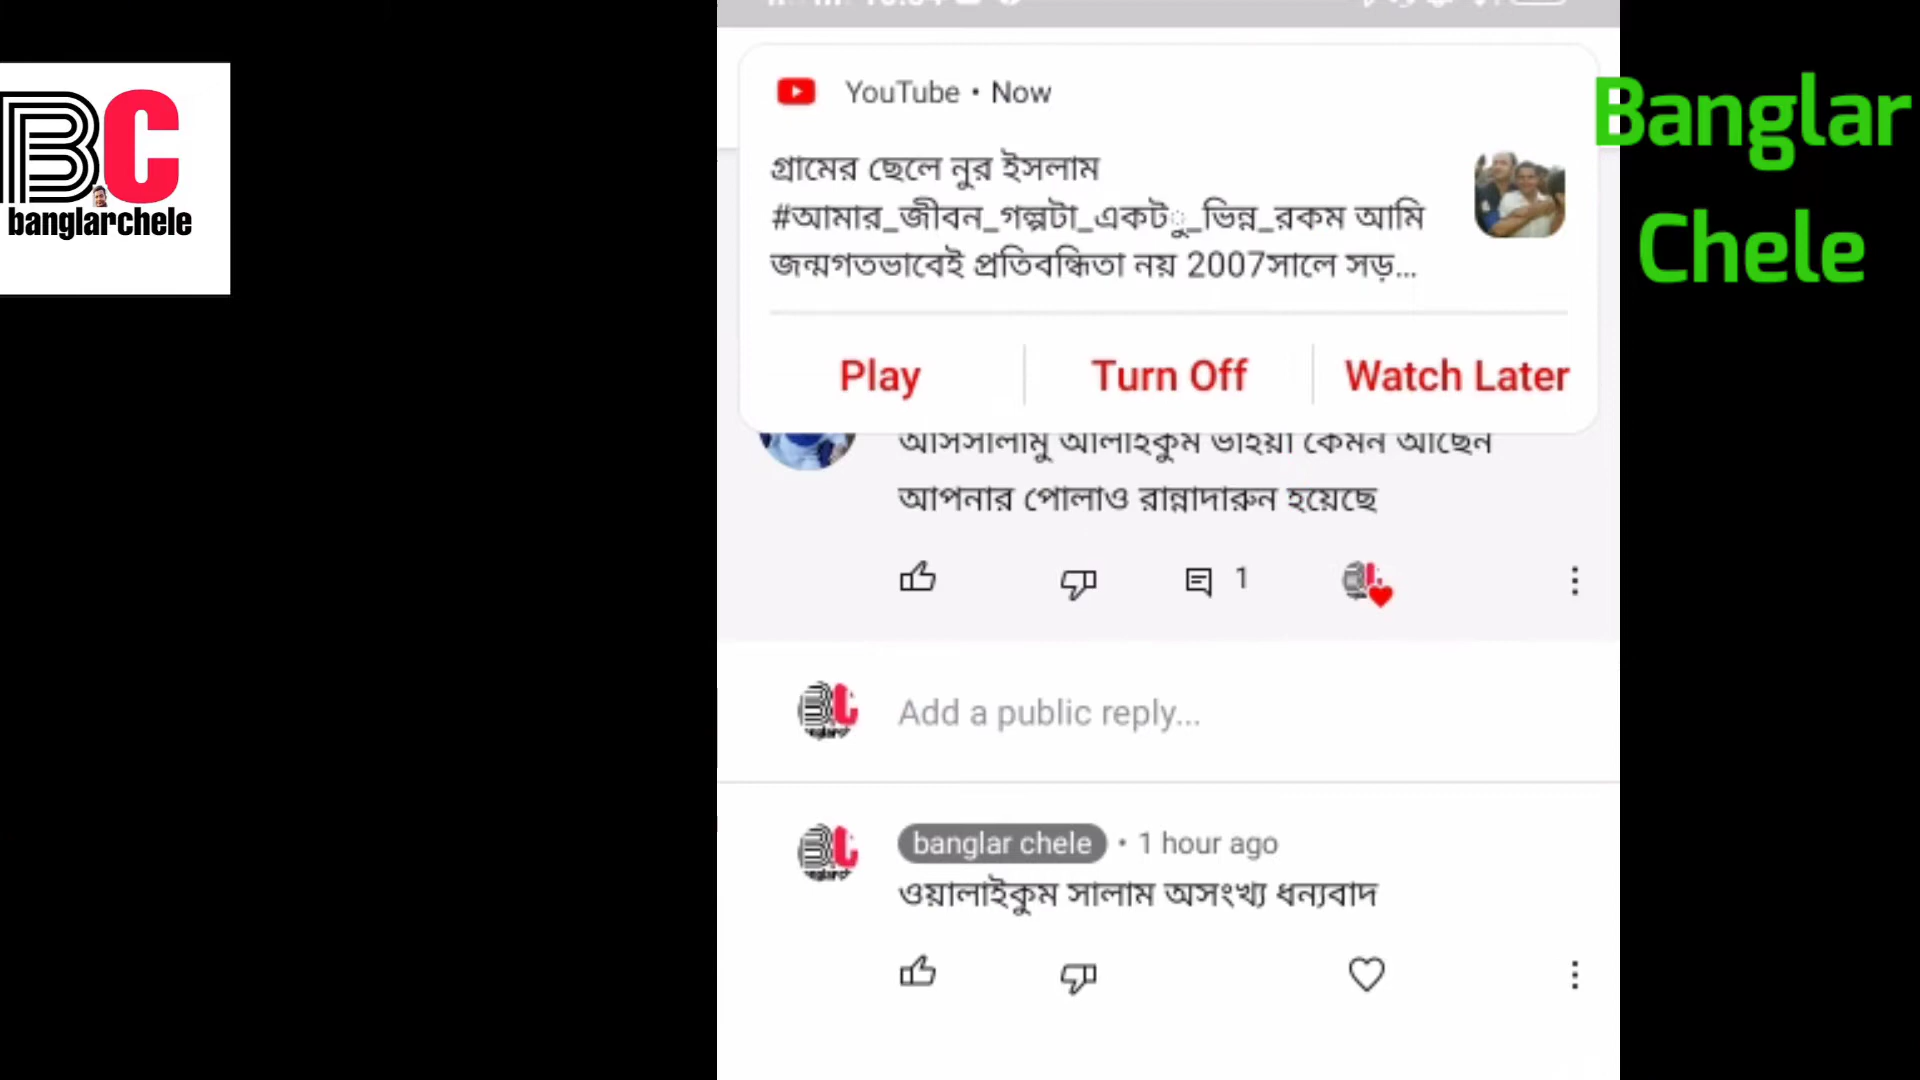 BC
banglarchele
YouTube • Now
গ্রামের ছেলে নুর ইসলাম
#আমার_জীবন_গল্পটা_একটু_ভিন্ন_রকম আমি
জন্মগতভাবেই প্রতিবন্ধিতা নয় 2007সালে সড়...
Play
Turn Off
Watch Later
আসসালামু আলাইকুম ভাইয়া কেমন আছেন
আপনার পোলাও রান্নাদারুন হয়েছে
1
Add a public reply...
banglar chele • 1 hour ago
ওয়ালাইকুম সালাম অসংখ্য ধন্যবাদ
Banglar
Chele